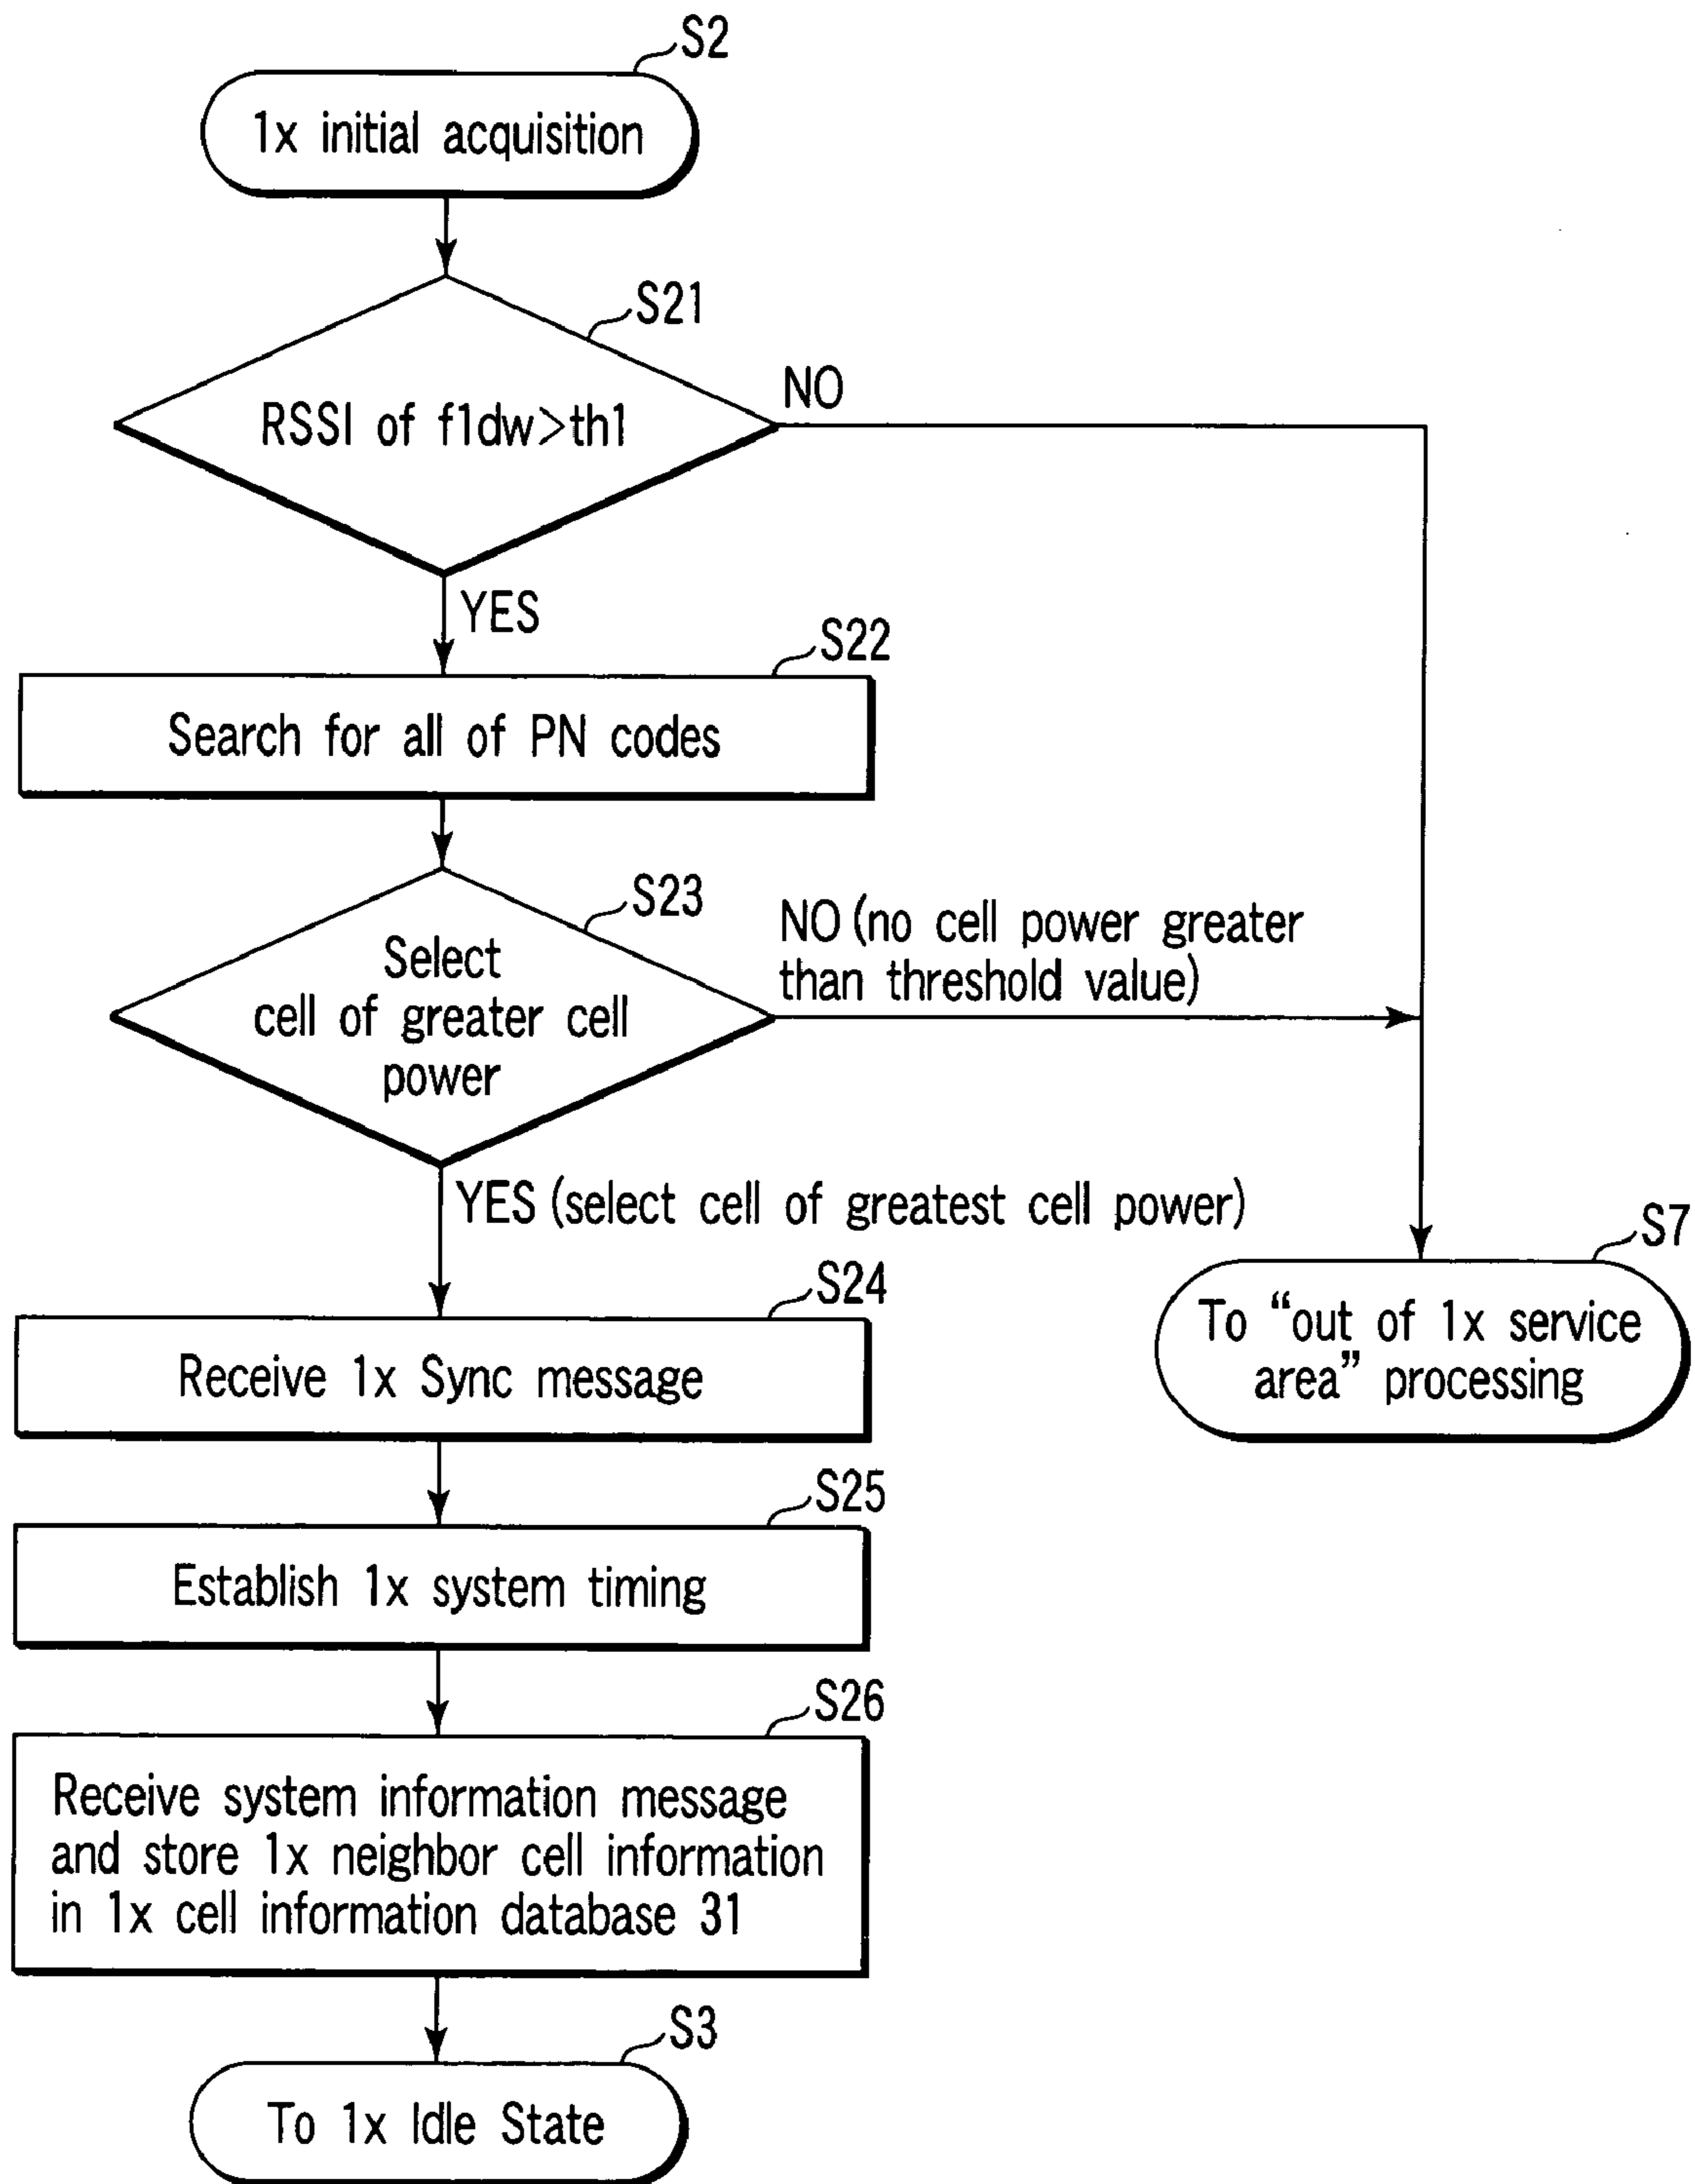 S2
1x initial acquisition
S21
RSSI of f1dw>th1
NO
YES
S22
Search for all of PN codes
S23
Select
cell of greater cell
power
NO (no cell power greater
than threshold value)
YES (select cell of greatest cell power)
S7
To “out of 1x service
area” processing
S24
Receive 1x Sync message
S25
Establish 1x system timing
S26
Receive system information message
and store 1x neighbor cell information
in 1x cell information database 31
S3
To 1x Idle State